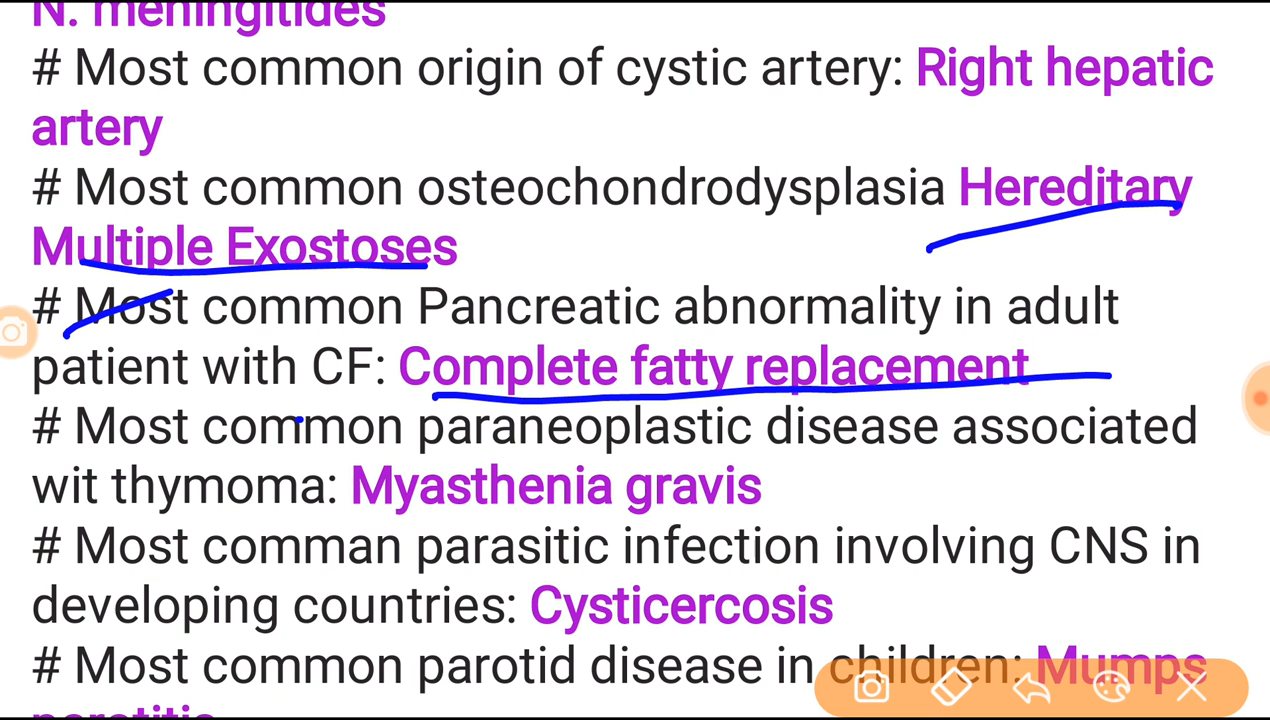 N. meningitides
# Most common origin of cystic artery: Right hepatic
artery
# Most common osteochondrodysplasia Hereditary
Multiple Exostoses
# Most common Pancreatic abnormality in adult
patient with CF: Complete fatty replacement
# Most common paraneoplastic disease associated
wit thymoma: Myasthenia gravis
# Most comman parasitic infection involving CNS in
developing countries: Cysticercosis
# Most common parotid disease in children: Mumps
parotitis